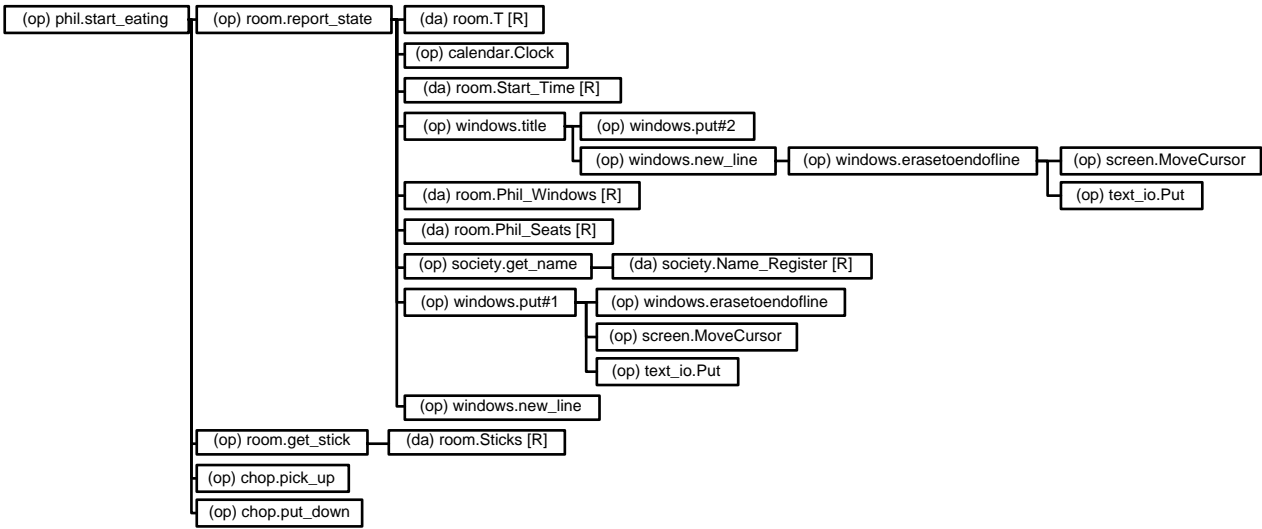 (op) phil.start_eating
(op) room.report_state
(da) room.T [R]
(op) calendar.Clock
(da) room.Start_Time [R]
(op) windows.title
(op) windows.put#2
(op) windows.new_line
(op) windows.erasetoendofline
(op) screen.MoveCursor
(op) text_io.Put
(da) room.Phil_Windows [R]
(da) room.Phil_Seats [R]
(op) society.get_name
(da) society.Name_Register [R]
(op) windows.put#1
(op) windows.erasetoendofline
(op) screen.MoveCursor
(op) text_io.Put
(op) windows.new_line
(op) room.get_stick
(da) room.Sticks [R]
(op) chop.pick_up
(op) chop.put_down